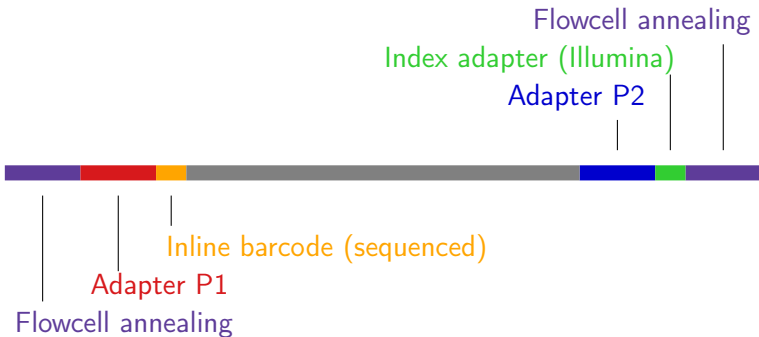 Flowcell annealing
Index adapter (Illumina)
Adapter P2
Inline barcode (sequenced)
Adapter P1
Flowcell annealing